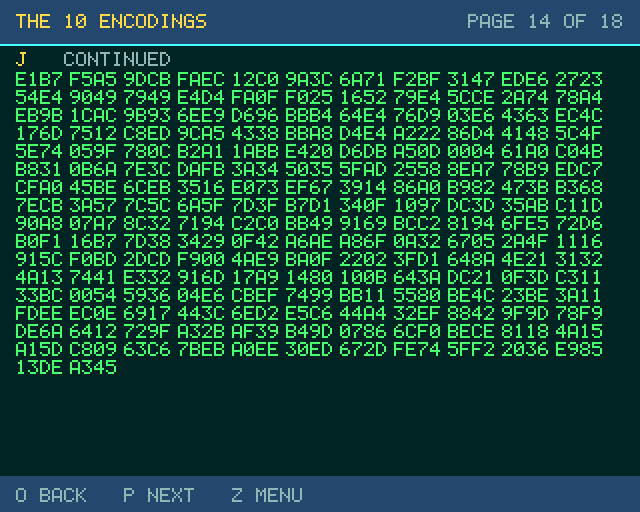 THE 10 ENCODINGS PAGE 14 OF 18
J CONTINUED
E1B7 F5A5 9DCB FAEC 12C0 9A3C 6A71 F2BF 3147 EDE6 2723
54E4 9049 7949 E4D4 FA0F F025 1652 79E4 5CCE 2A74 78A4
EB9B 1CAC 9B93 6EE9 D696 BBB4 64E4 76D9 03E6 4363 EC4C
176D 7512 C8ED 9CA5 4338 BBA8 D4E4 A222 86D4 4148 5C4F
5E74 059F 780C B2A1 1ABB E420 D6DB A50D 0004 61A0 C04B
B831 0B6A 7E3C DAFB 3A34 5035 5FAD 2558 8EA7 78B9 EDC7
CFA0 45BE 6CEB 3516 E073 EF67 3914 86A0 B982 473B B368
7ECB 3A57 7C5C 6A5F 7D3F B7D1 340F 1097 DC3D 35AB C11D
90A8 07A7 8C32 7194 C2C0 BB49 9169 BCC2 8194 6FE5 72D6
B0F1 16B7 7D38 3429 0F42 A6AE A86F 0A32 6705 2A4F 1116
915C F0BD 2DCD F900 4AE9 BA0F 2202 3FD1 648A 4E21 3132
4A13 7441 E332 916D 17A9 1480 100B 643A DC21 0F3D C311
33BC 0054 5936 04E6 CBEF 7499 BB11 5580 BE4C 23BE 3A11
FDEE EC0E 6917 443C 6ED2 E5C6 44A4 32EF 8842 9F9D 78F9
DE6A 6412 729F A32B AF39 B49D 0786 6CF0 BECE 8118 4A15
A15D C809 63C6 7BEB A0EE 30ED 672D FE74 5FF2 2036 E985
13DE A345
O BACK P NEXT Z MENU